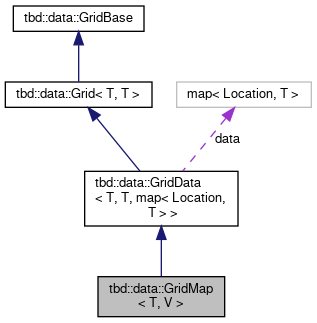 tbd::data::GridBase
tbd::data::Grid< T, T >
map< Location, T >
data
tbd::data::GridData
< T, T, map< Location,
T > >
tbd::data::GridMap
< T, V >